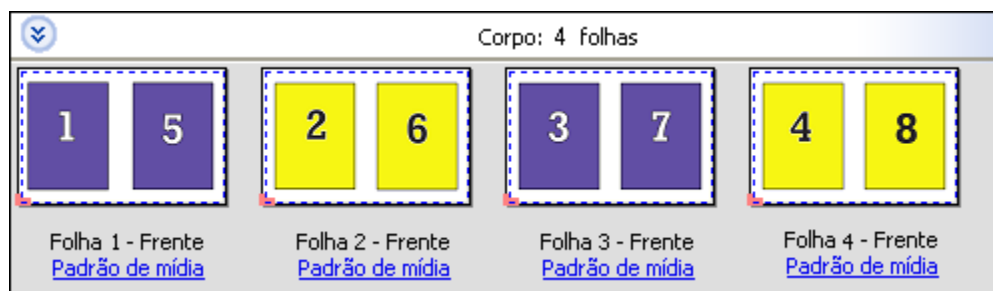 Corpo: 4 folhas
1 5 2 6 3 7 4 8
Folha 1 - Frente Folha 2 - Frente Folha 3 - Frente Folha 4 - Frente
Padrão de mídia Padrão de mídia Padrão de mídia Padrão de mídia